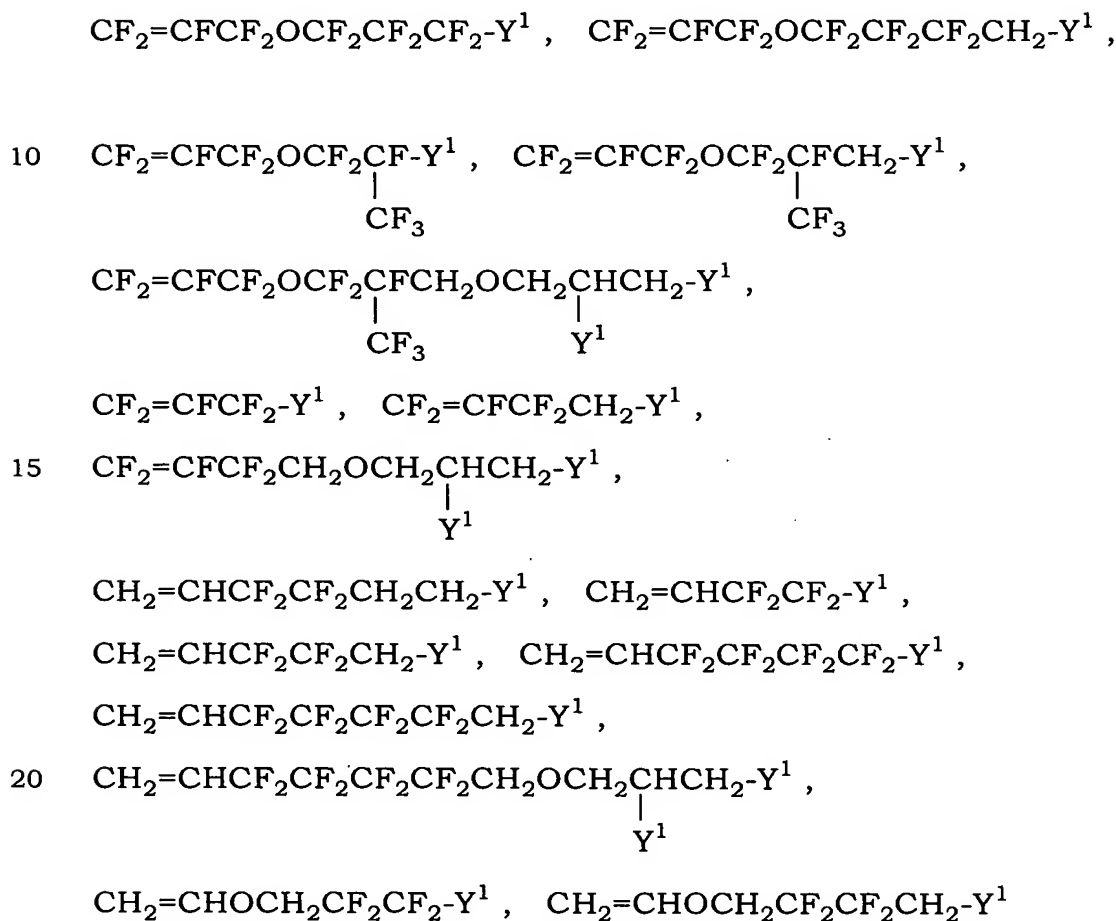 CF₂=CFCF₂OCF₂CF₂CF₂-Y¹ , CF₂=CFCF₂OCF₂CF₂CF₂CH₂-Y¹ ,
10 CF₂=CFCF₂OCF₂CF-Y¹ , CF₂=CFCF₂OCF₂CFCH₂-Y¹ ,
CF₃ CF₃
CF₂=CFCF₂OCF₂CFCH₂OCH₂CHCH₂-Y¹ ,
CF₃ Y¹
CF₂=CFCF₂-Y¹ , CF₂=CFCF₂CH₂-Y¹ ,
15 CF₂=CFCF₂CH₂OCH₂CHCH₂-Y¹ ,
Y¹
CH₂=CHCF₂CF₂CH₂CH₂-Y¹ , CH₂=CHCF₂CF₂-Y¹ ,
CH₂=CHCF₂CF₂CH₂-Y¹ , CH₂=CHCF₂CF₂CF₂CF₂-Y¹ ,
CH₂=CHCF₂CF₂CF₂CF₂CH₂-Y¹ ,
20 CH₂=CHCF₂CF₂CF₂CF₂CH₂OCH₂CHCH₂-Y¹ ,
Y¹
CH₂=CHOCH₂CF₂CF₂-Y¹ , CH₂=CHOCH₂CF₂CF₂CH₂-Y¹